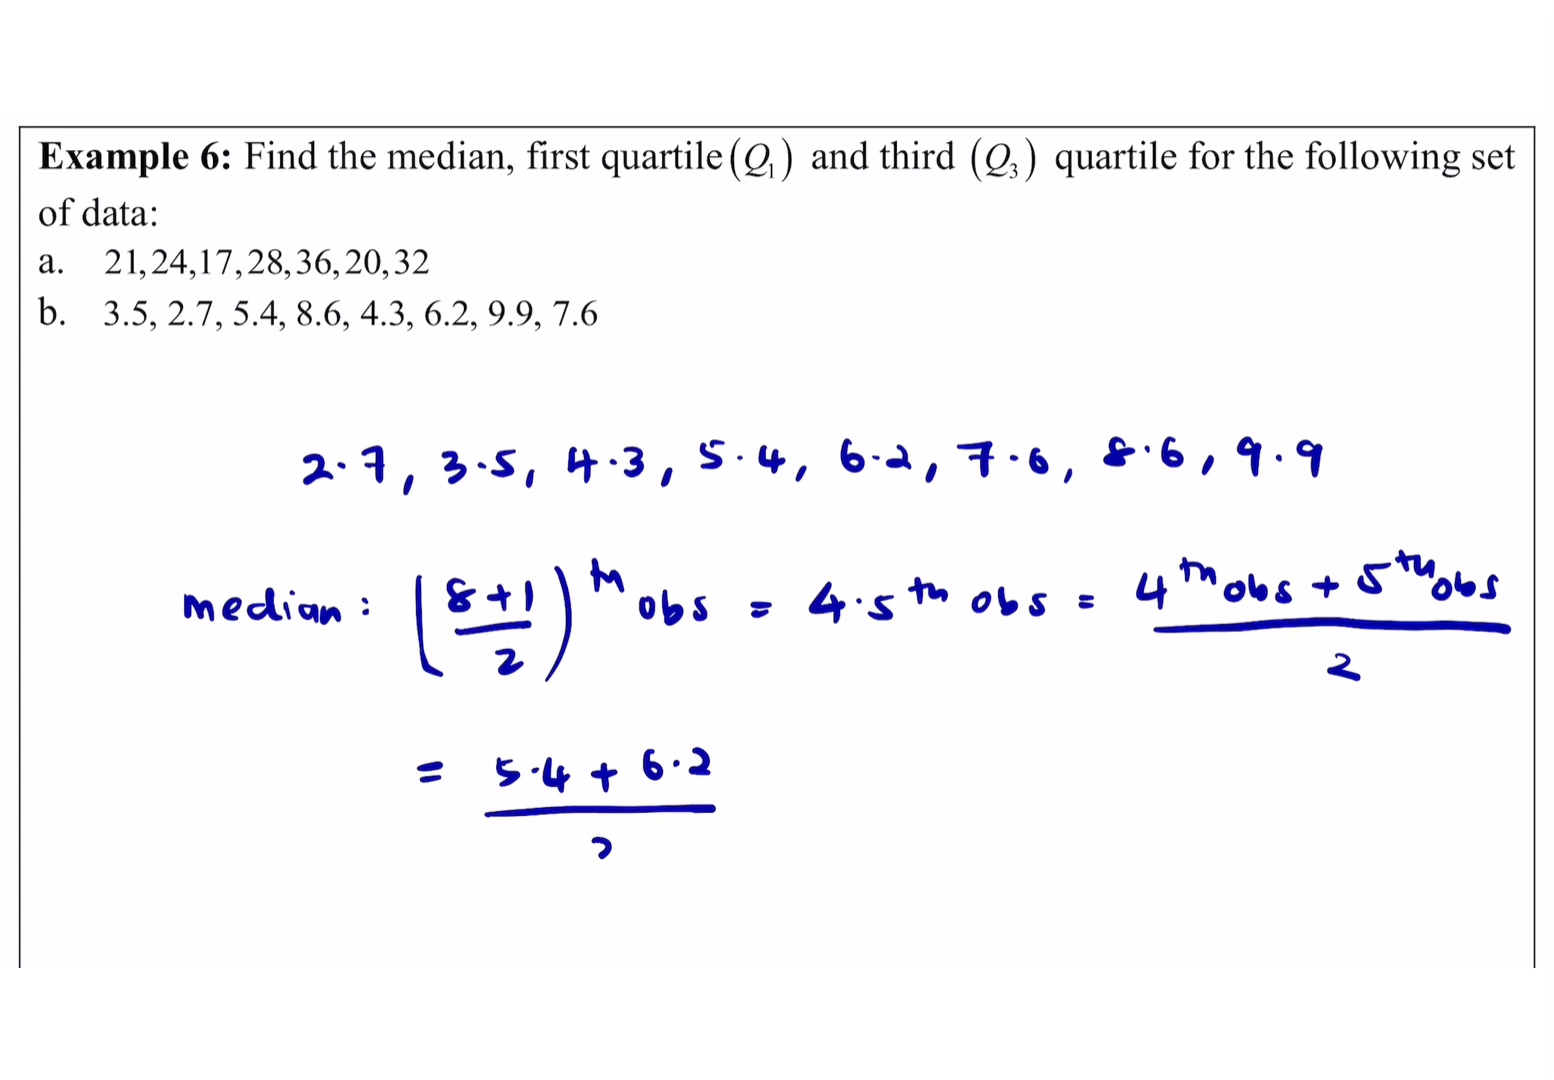 Example 6: Find the median, first quartile (Q₁) and third (Q₃) quartile for the following set
of data:
a. 21,24,17,28,36,20,32
b. 3.5, 2.7, 5.4, 8.6, 4.3, 6.2, 9.9, 7.6
2.7, 3.5, 4.3, 5.4, 6.2, 7.6, 8.6, 9.9
median: ((8+1)/2)th obs = 4.5th obs = (4th obs + 5th obs)/2
= (5.4 + 6.2)/2